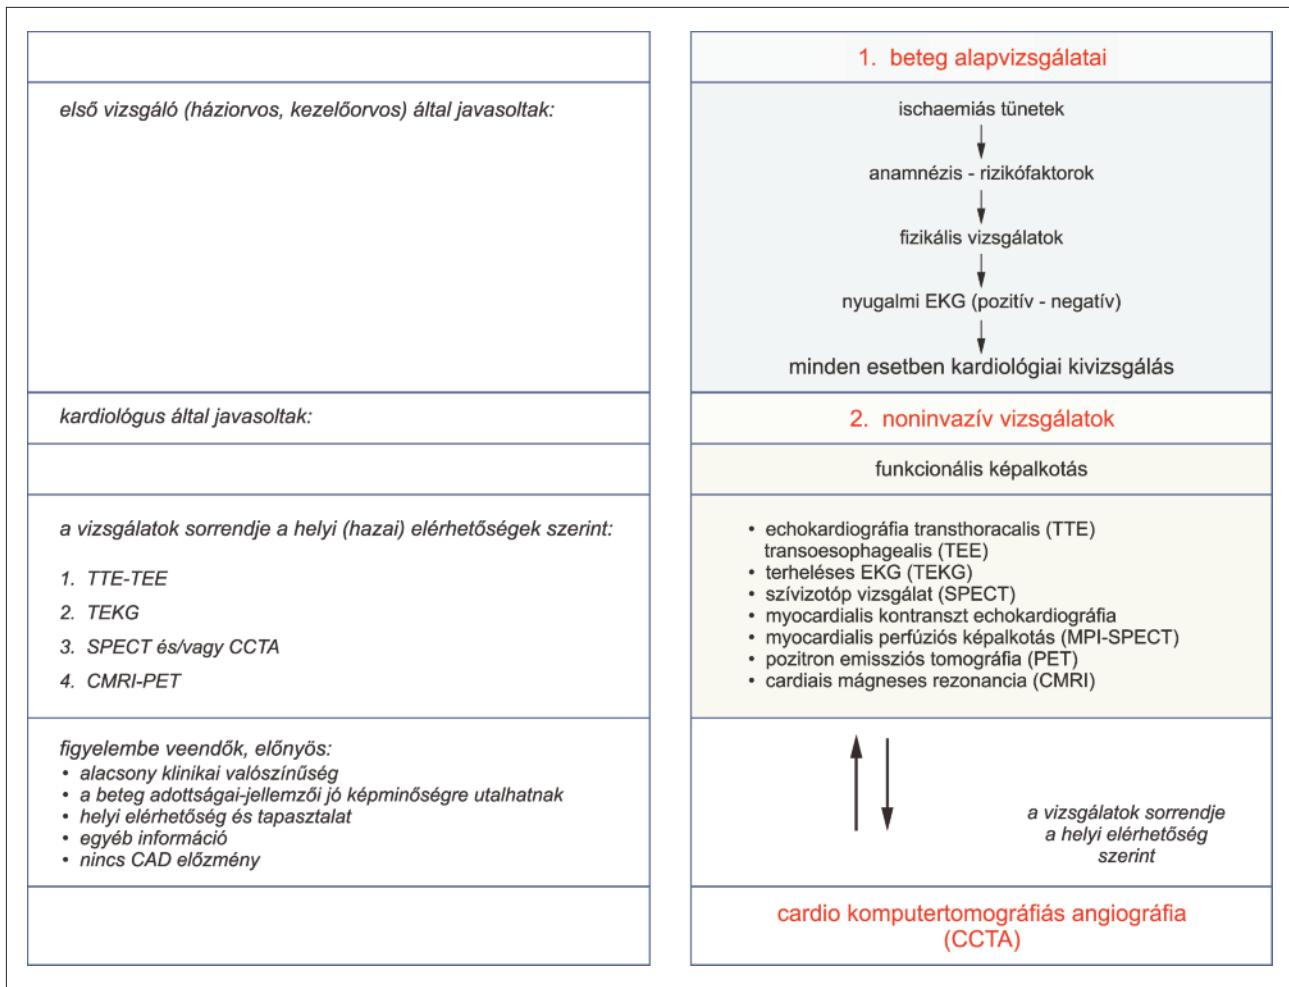 1. beteg alapvizsgálatai
első vizsgáló (háziorvos, kezelőorvos) által javasoltak:
ischaemiás tünetek
anamnézis - rizikófaktorok
fizikális vizsgálatok
nyugalmi EKG (pozitív - negatív)
minden esetben kardiológiai kivizsgálás
kardiológus által javasoltak:
2. noninvazív vizsgálatok
funkcionális képalkotás
a vizsgálatok sorrendje a helyi (hazai) elérhetőségek szerint:
1. TTE-TEE
2. TEKG
3. SPECT és/vagy CCTA
4. CMRI-PET
• echokardiográfia transthoracalis (TTE)
transoesophagealis (TEE)
• terheléses EKG (TEKG)
• szívizotóp vizsgálat (SPECT)
• myocardialis kontranszt echokardiográfia
• myocardialis perfúziós képalkotás (MPI-SPECT)
• pozitron emissziós tomográfia (PET)
• cardiais mágneses rezonancia (CMRI)
figyelembe veendők, előnyös:
• alacsony klinikai valószínűség
• a beteg adottságai-jellemzői jó képminőségre utalhatnak
• helyi elérhetőség és tapasztalat
• egyéb információ
• nincs CAD előzmény
a vizsgálatok sorrendje
a helyi elérhetőség
szerint
cardio komputertomográfiás angiográfia
(CCTA)